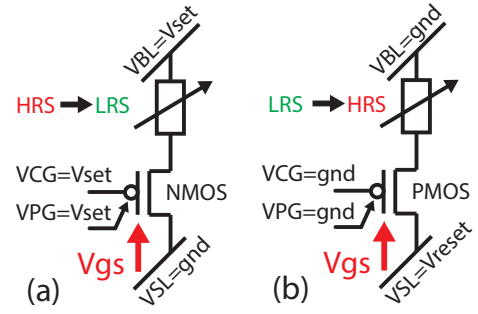 VBL=Vset
HRS LRS
VCG=Vset
VPG=Vset
NMOS
Vgs
VSL=gnd
(a)
VBL=gnd
LRS HRS
VCG=gnd
VPG=gnd
PMOS
Vgs
VSL=Vreset
(b)